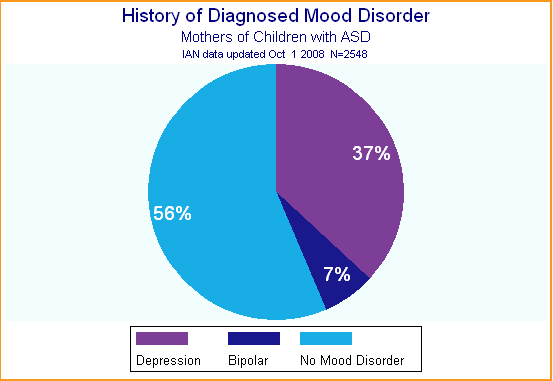 History of Diagnosed Mood Disorder
Mothers of Children with ASD
IAN data updated Oct 1 2008 N=2548
37%
56%
7%
Depression Bipolar No Mood Disorder